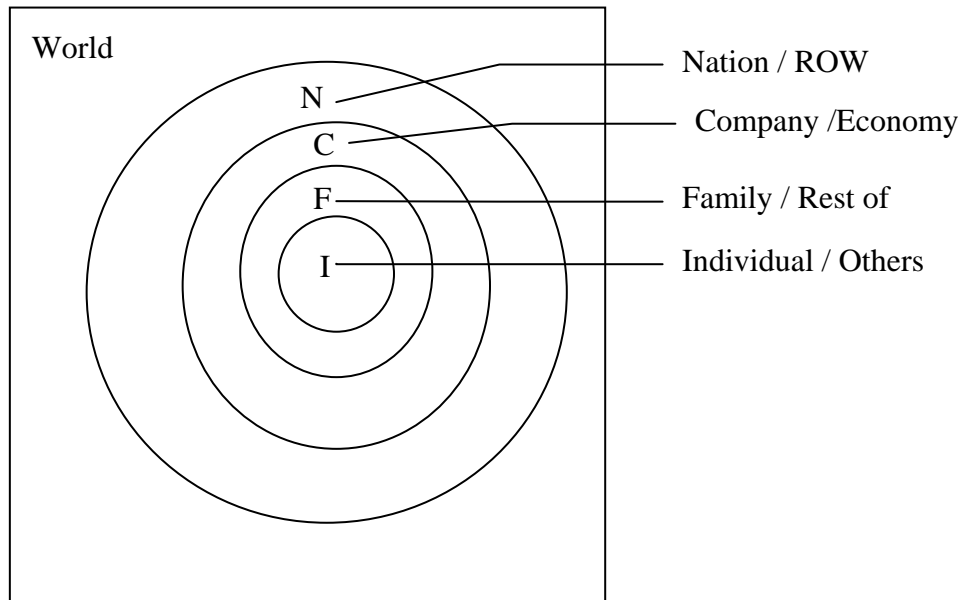 World
N
C
F
I
Nation / ROW
Company /Economy
Family / Rest of
Individual / Others